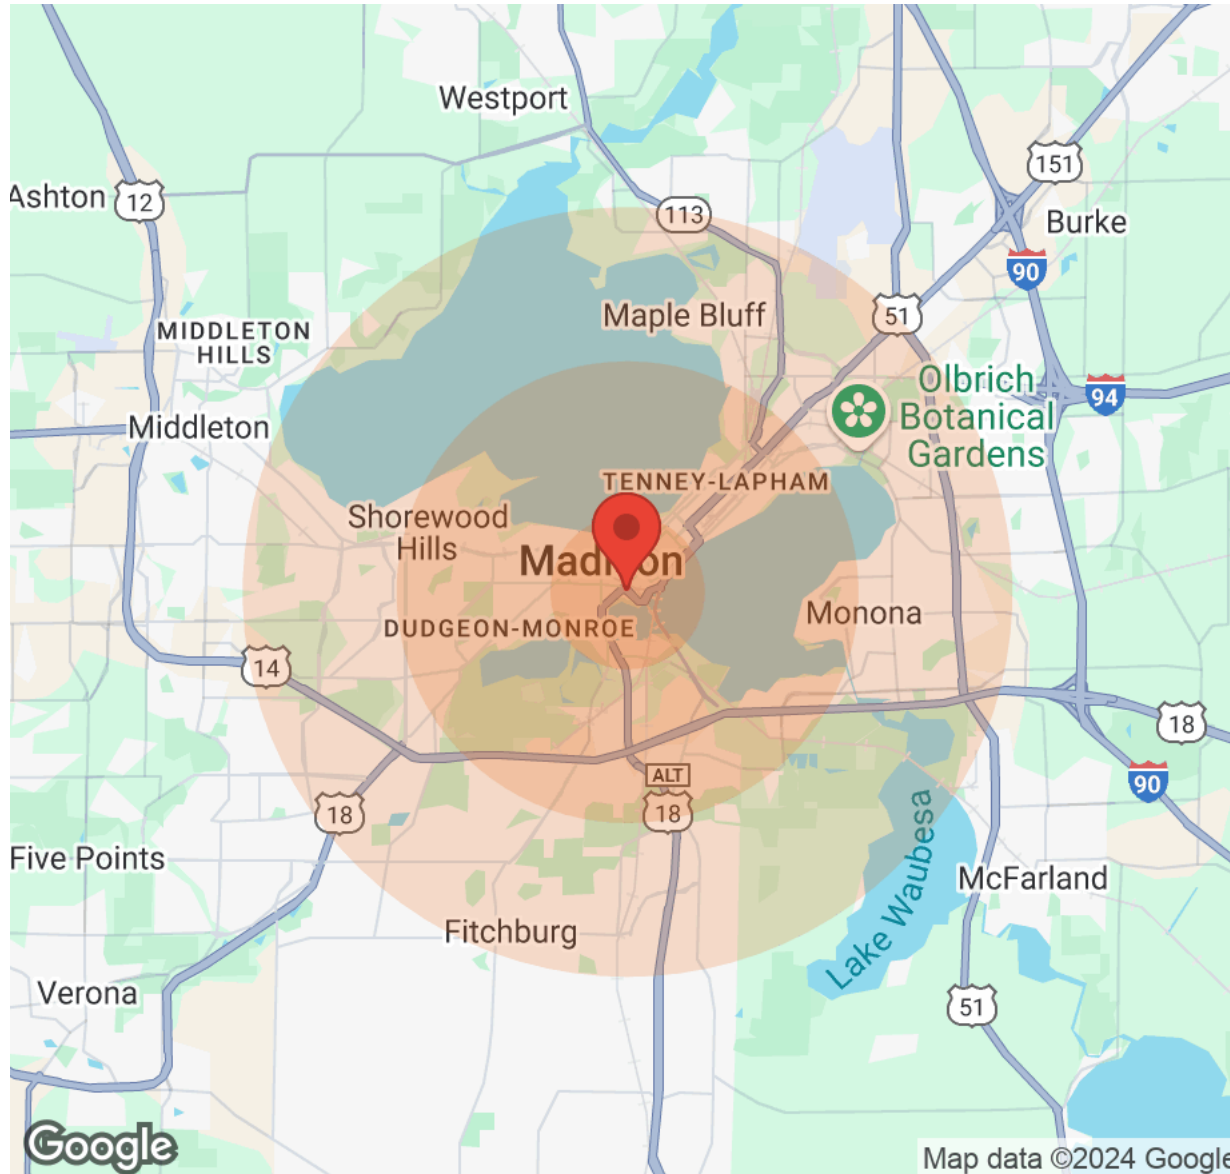 Westport
151
Ashton
12
113
Burke
90
Maple Bluff
51
MIDDLETON
HILLS
Olbrich
Botanical
Gardens
94
Middleton
TENNEY-LAPHAM
Shorewood
Hills
Madison
Monona
DUDGEON-MONROE
14
18
ALT
90
18
18
Five Points
Lake Waubesa
McFarland
Fitchburg
Verona
51
Google
Map data ©2024 Google